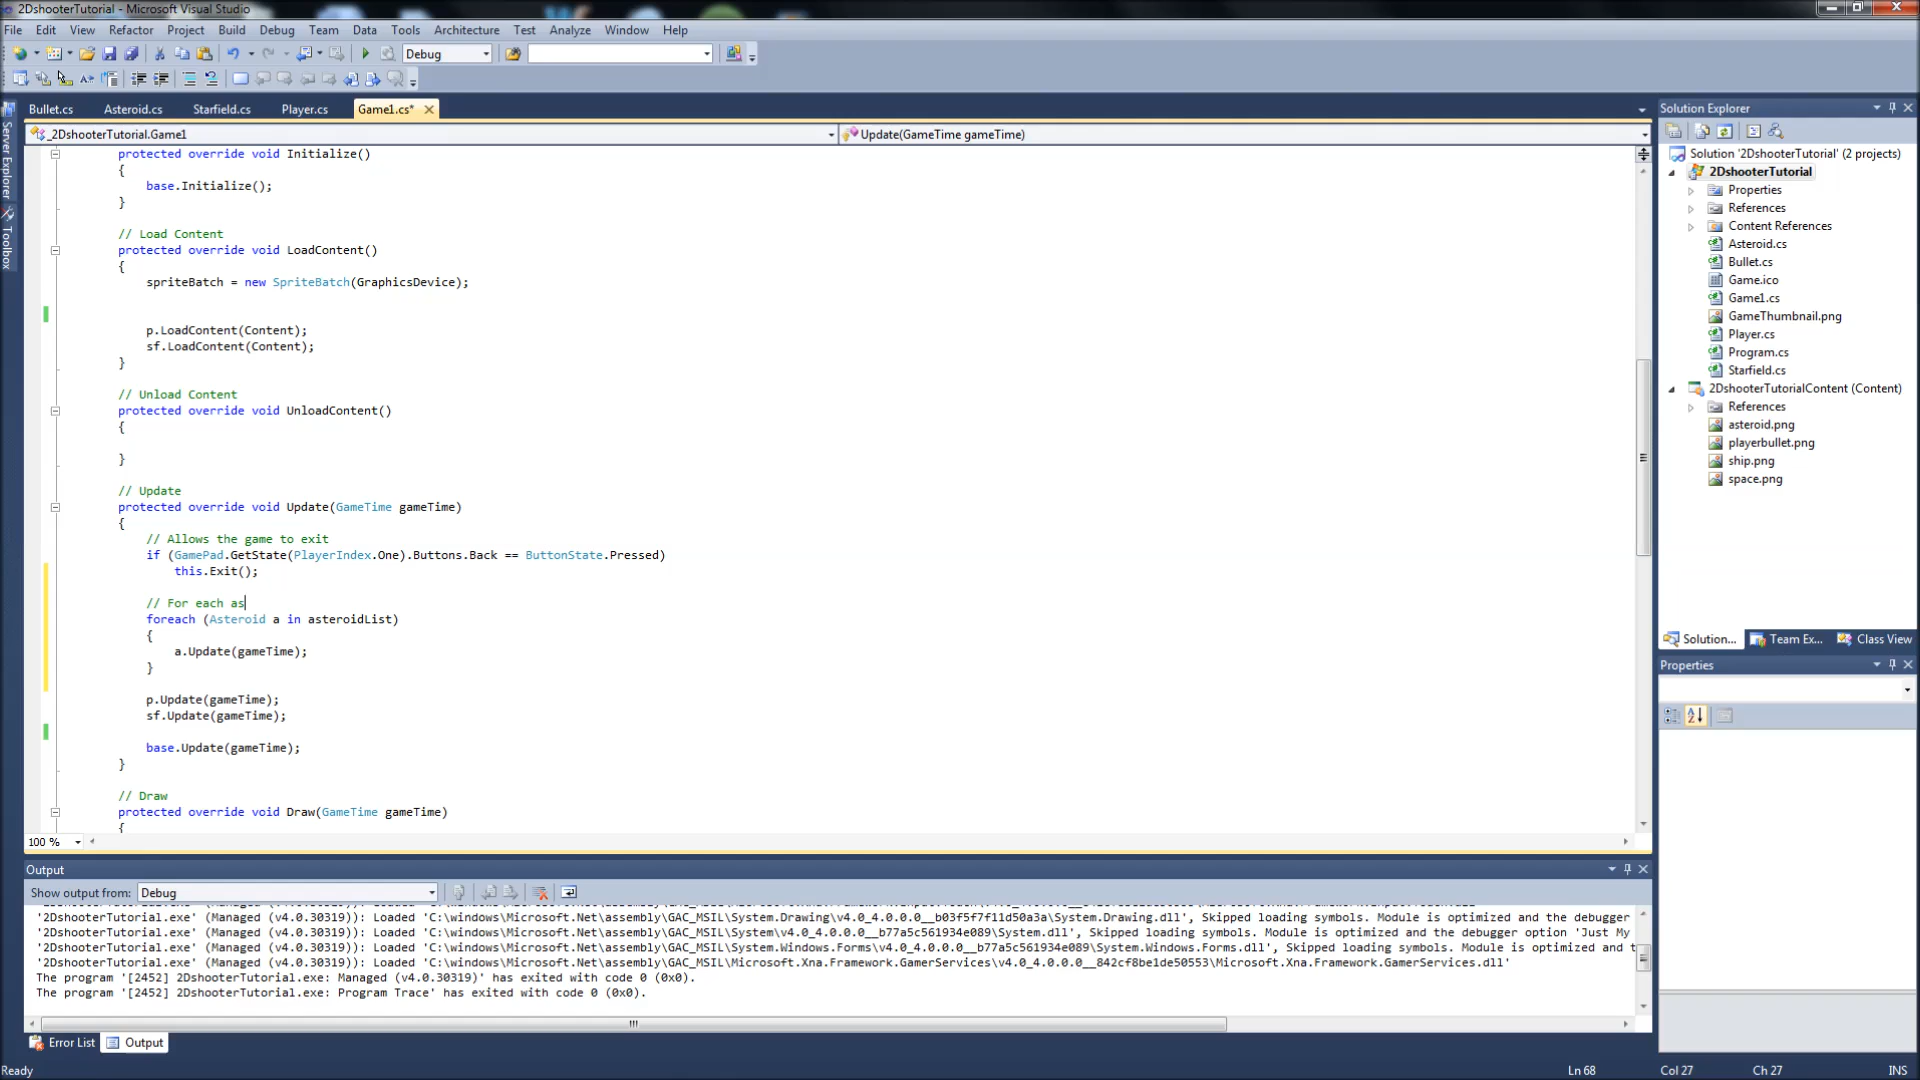 2DshooterTutorial - Microsoft Visual Studio
File Edit View Refactor Project Build Debug Team Data Tools Architecture Test Analyze Window Help
Debug
Bullet.cs Asteroid.cs Starfield.cs Player.cs Game1.cs*
_2DshooterTutorial.Game1 Update(GameTime gameTime)
Server Explorer
Toolbox
protected override void Initialize()
{
base.Initialize();
}
// Load Content
protected override void LoadContent()
{
spriteBatch = new SpriteBatch(GraphicsDevice);
p.LoadContent(Content);
sf.LoadContent(Content);
}
// Unload Content
protected override void UnloadContent()
{
}
// Update
protected override void Update(GameTime gameTime)
{
// Allows the game to exit
if (GamePad.GetState(PlayerIndex.One).Buttons.Back == ButtonState.Pressed)
this.Exit();
// For each as
foreach (Asteroid a in asteroidList)
{
a.Update(gameTime);
}
p.Update(gameTime);
sf.Update(gameTime);
base.Update(gameTime);
}
// Draw
protected override void Draw(GameTime gameTime)
{
100 %
Solution Explorer
Solution '2DshooterTutorial' (2 projects)
2DshooterTutorial
Properties
References
Content References
Asteroid.cs
Bullet.cs
Game.ico
Game1.cs
GameThumbnail.png
Player.cs
Program.cs
Starfield.cs
2DshooterTutorialContent (Content)
References
asteroid.png
playerbullet.png
ship.png
space.png
Solution... Team Ex... Class View
Properties
Output
Show output from: Debug
'2DshooterTutorial.exe' (Managed (v4.0.30319)): Loaded 'C:\windows\Microsoft.Net\assembly\GAC_MSIL\System.Drawing\v4.0_4.0.0.0__b03f5f7f11d50a3a\System.Drawing.dll', Skipped loading symbols. Module is optimized and the debugger
'2DshooterTutorial.exe' (Managed (v4.0.30319)): Loaded 'C:\windows\Microsoft.Net\assembly\GAC_MSIL\System\v4.0_4.0.0.0__b77a5c561934e089\System.dll', Skipped loading symbols. Module is optimized and the debugger option 'Just My
'2DshooterTutorial.exe' (Managed (v4.0.30319)): Loaded 'C:\windows\Microsoft.Net\assembly\GAC_MSIL\System.Windows.Forms\v4.0_4.0.0.0__b77a5c561934e089\System.Windows.Forms.dll', Skipped loading symbols. Module is optimized and t
'2DshooterTutorial.exe' (Managed (v4.0.30319)): Loaded 'C:\windows\Microsoft.Net\assembly\GAC_MSIL\Microsoft.Xna.Framework.GamerServices\v4.0_4.0.0.0__842cf8be1de50553\Microsoft.Xna.Framework.GamerServices.dll'
The program '[2452] 2DshooterTutorial.exe: Managed (v4.0.30319)' has exited with code 0 (0x0).
The program '[2452] 2DshooterTutorial.exe: Program Trace' has exited with code 0 (0x0).
Error List Output
Ready Ln 68 Col 27 Ch 27 INS